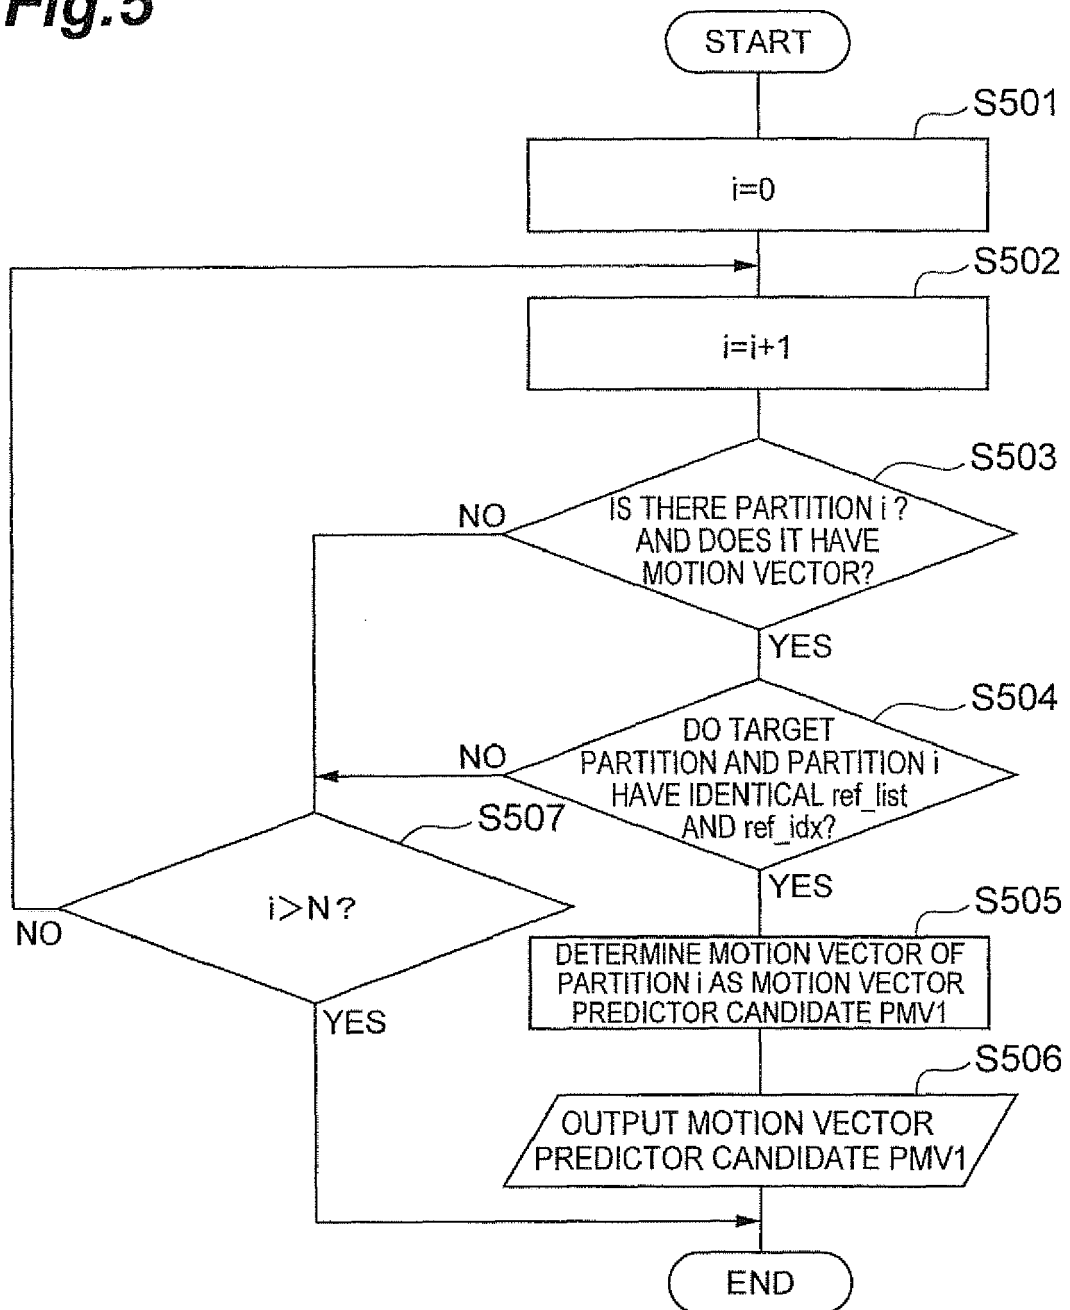 Fig.5
START
S501
i=0
S502
i=i+1
S503
IS THERE PARTITION i ?
AND DOES IT HAVE
MOTION VECTOR?
NO
YES
S504
DO TARGET
PARTITION AND PARTITION i
HAVE IDENTICAL ref_list
AND ref_idx?
NO
YES
S507
i>N?
NO
YES
S505
DETERMINE MOTION VECTOR OF
PARTITION i AS MOTION VECTOR
PREDICTOR CANDIDATE PMV1
S506
OUTPUT MOTION VECTOR
PREDICTOR CANDIDATE PMV1
END